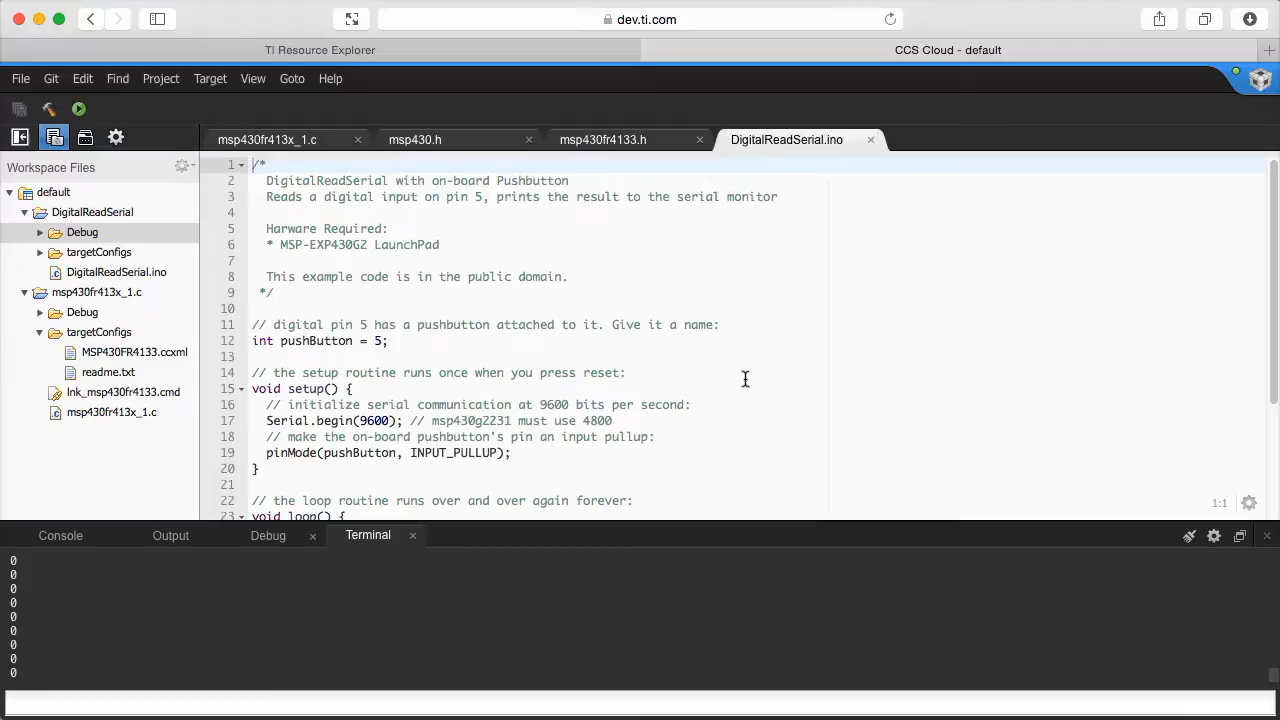 dev.ti.com
TI Resource Explorer
CCS Cloud - default
File Edit Find Project Target View Goto Help
msp430fr413x_1.c msp430.h msp430fr4133.h DigitalReadSerial.ino
Workspace Files
default
DigitalReadSerial
Debug
targetConfigs
DigitalReadSerial.ino
msp430fr413x_1.c
Debug
targetConfigs
MSP430FR4133.ccxml
readme.txt
lnk_msp430fr4133.cmd
msp430fr413x_1.c
1 /*
2 DigitalReadSerial with on-board Pushbutton
3 Reads a digital input on pin 5, prints the result to the serial monitor
4
5 Harware Required:
6 * MSP-EXP430G2 LaunchPad
7
8 This example code is in the public domain.
9 */
10
11 // digital pin 5 has a pushbutton attached to it. Give it a name:
12 int pushButton = 5;
13
14 // the setup routine runs once when you press reset:
15 void setup() {
16 // initialize serial communication at 9600 bits per second:
17 Serial.begin(9600); // msp430g2231 must use 4800
18 // make the on-board pushbutton's pin an input pullup:
19 pinMode(pushButton, INPUT_PULLUP);
20 }
21
22 // the loop routine runs over and over again forever:
23 void loop() {
1:1
Console Output Debug Terminal
0
0
0
0
0
0
0
0
0